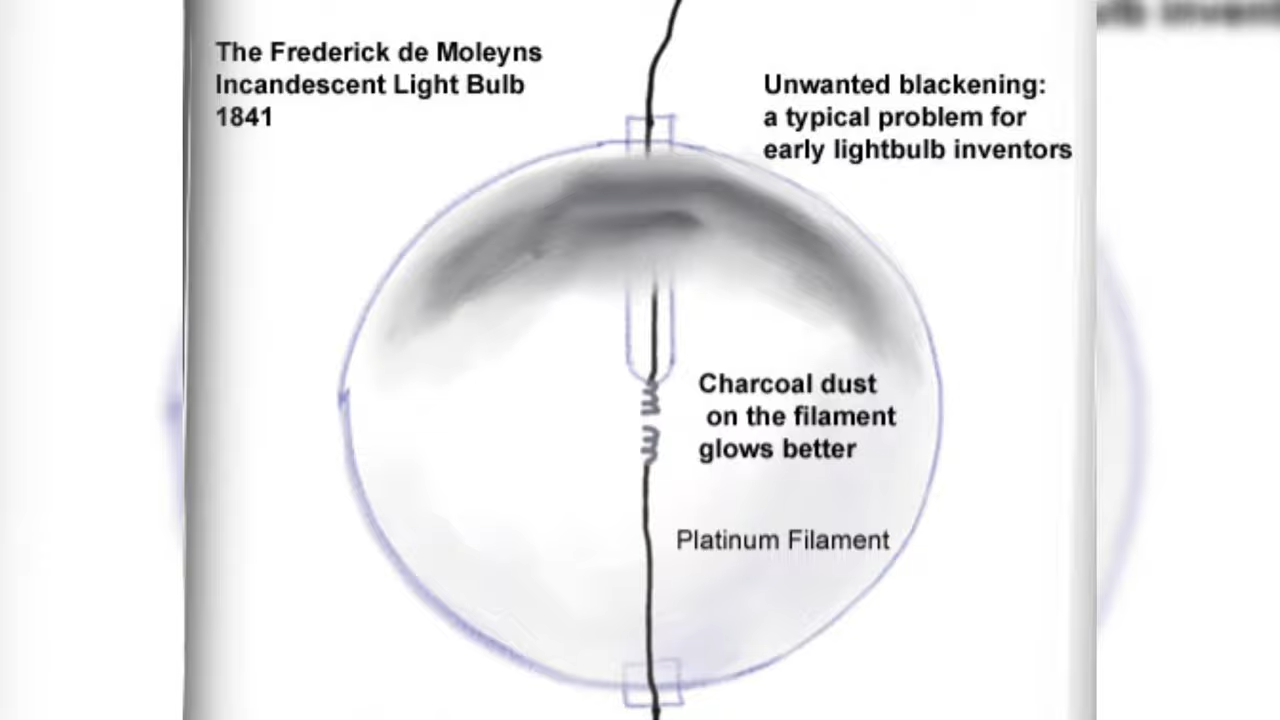 The Frederick de Moleyns
Incandescent Light Bulb
1841
Unwanted blackening:
a typical problem for
early lightbulb inventors
Charcoal dust
on the filament
glows better
Platinum Filament